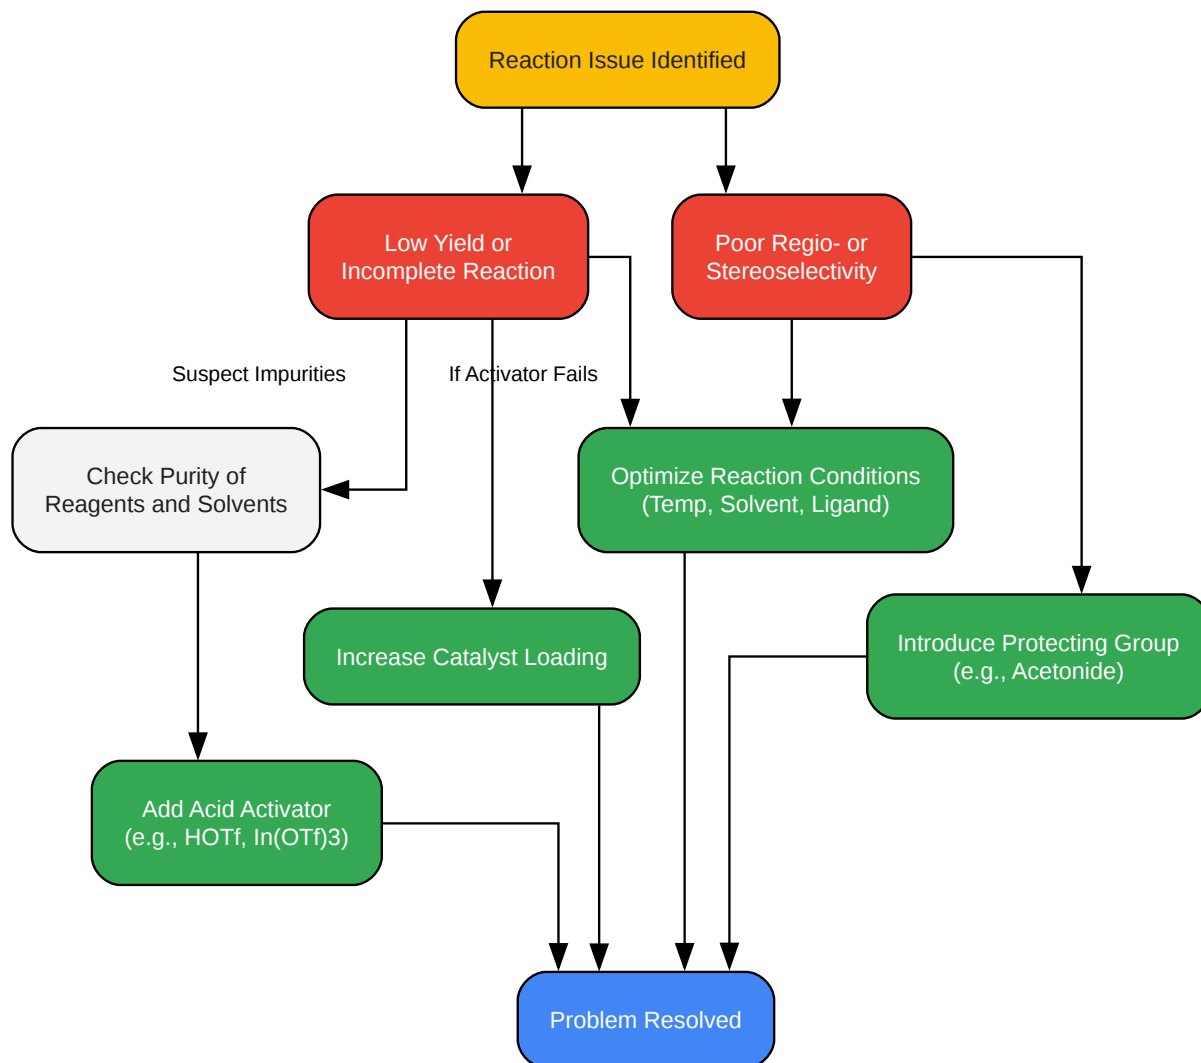 Reaction Issue Identified
Low Yield or
Incomplete Reaction
Poor Regio- or
Stereoselectivity
Suspect Impurities
If Activator Fails
Check Purity of
Reagents and Solvents
Optimize Reaction Conditions
(Temp, Solvent, Ligand)
Increase Catalyst Loading
Introduce Protecting Group
(e.g., Acetonide)
Add Acid Activator
(e.g., HOTf, In(OTf)3)
Problem Resolved